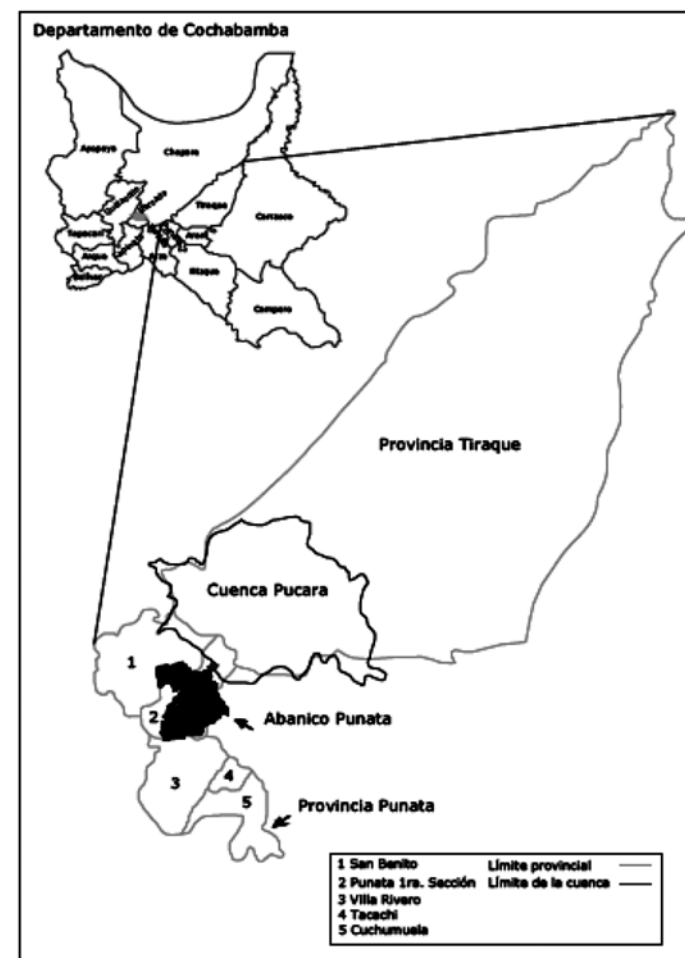 Departamento de Cochabamba
Ayopaya
Chapare
Tiraque
Carrasco
Tapacarí
Arque
Mizque
Campero
Provincia Tiraque
Cuenca Pucara
1
Abanico Punata
2
3
4
5
Provincia Punata
1 San Benito
Límite provincial
2 Punata 1ra. Sección
Límite de la cuenca
3 Villa Rivero
4 Tacachi
5 Cuchumuela